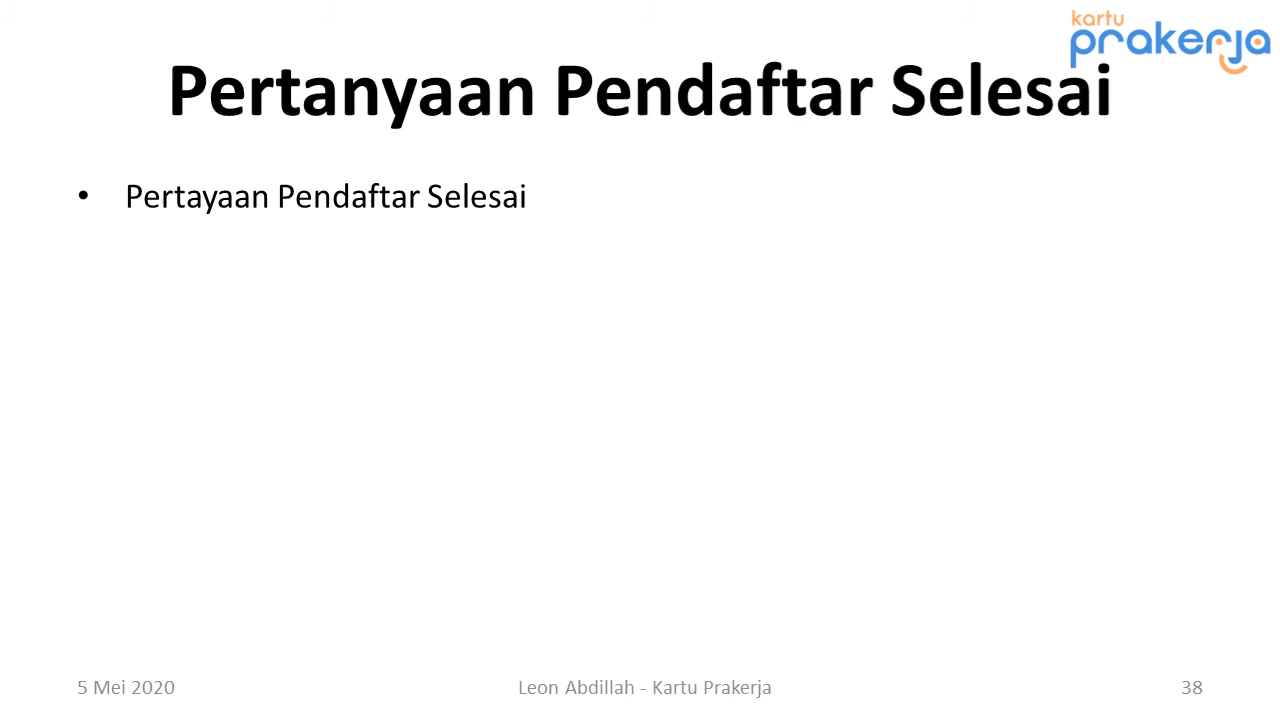 kartu
prakerja
Pertanyaan Pendaftar Selesai
• Pertayaan Pendaftar Selesai
5 Mei 2020
Leon Abdillah - Kartu Prakerja
38